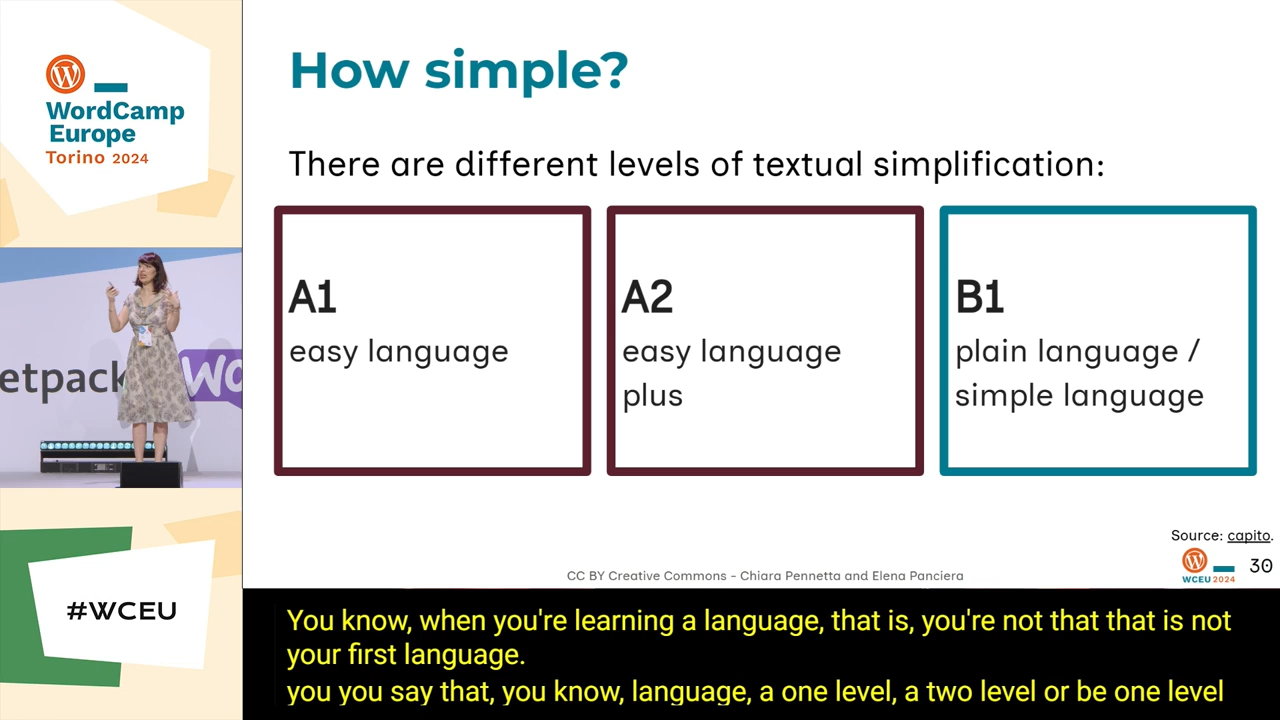 WordCamp
Europe
Torino 2024
etpack
Wo
#WCEU
How simple?
There are different levels of textual simplification:
A1
easy language
A2
easy language
plus
B1
plain language /
simple language
Source: capito.
CC BY Creative Commons - Chiara Pennetta and Elena Panciera
WCEU 2024
30
You know, when you're learning a language, that is, you're not that that is not
your first language.
you you say that, you know, language, a one level, a two level or be one level